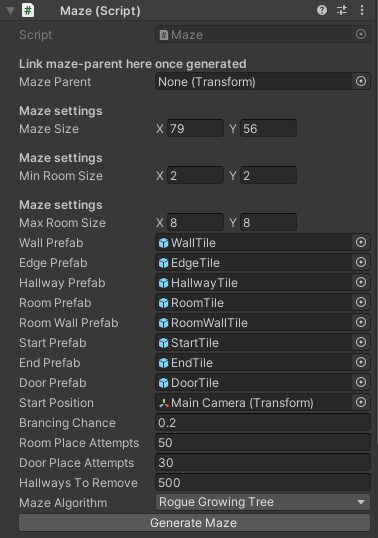 Maze (Script)
Script Maze
Link maze-parent here once generated
Maze Parent None (Transform)
Maze settings
Maze Size X 79 Y 56
Maze settings
Min Room Size X 2 Y 2
Maze settings
Max Room Size X 8 Y 8
Wall Prefab WallTile
Edge Prefab EdgeTile
Hallway Prefab HallwayTile
Room Prefab RoomTile
Room Wall Prefab RoomWallTile
Start Prefab StartTile
End Prefab EndTile
Door Prefab DoorTile
Start Position Main Camera (Transform)
Brancing Chance 0.2
Room Place Attempts 50
Door Place Attempts 30
Hallways To Remove 500
Maze Algorithm Rogue Growing Tree
Generate Maze